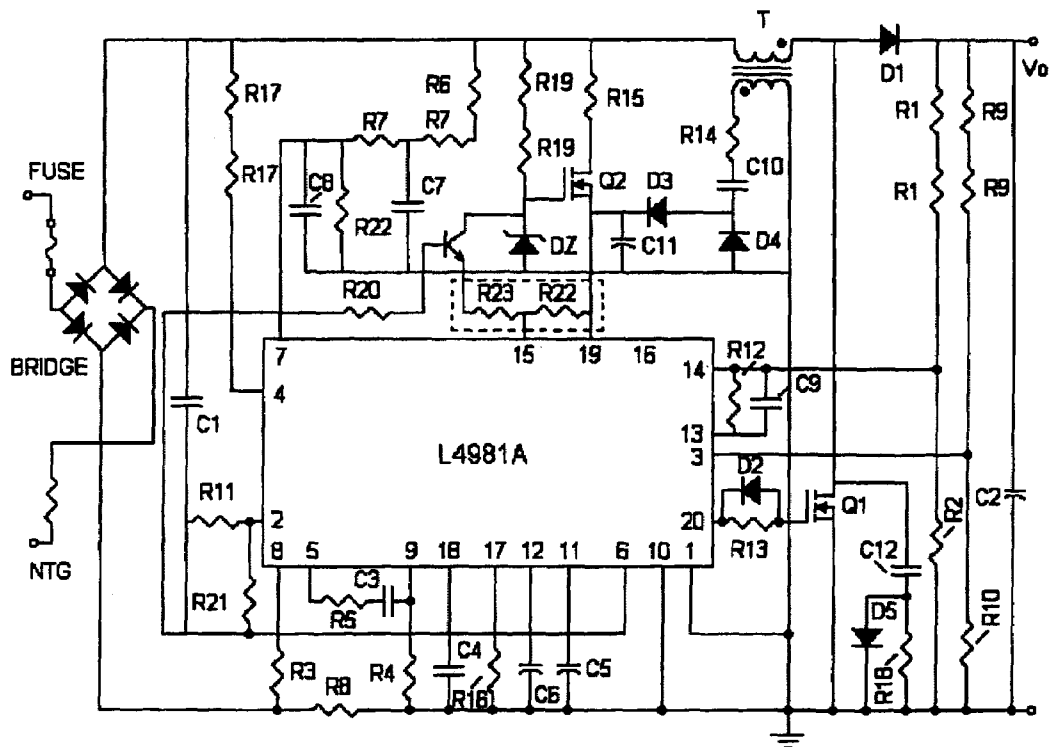 T
D1
Vo
R17
R6
R19
R15
R1
R9
R7
R7
R14
R19
R17
C10
FUSE
C8
C7
Q2
D3
R1
R9
R22
DZ
C11
D4
R20
R23
R22
BRIDGE
7
15
19
16
R12
14
C9
4
C1
13
L4981A
3
D2
R11
2
20
Q1
R2
C2
R13
8
5
9
18
17
12
11
6
10
1
C12
NTG
C3
R21
R5
D5
R10
R3
R4
C4
R16
C6
C5
R8
R18